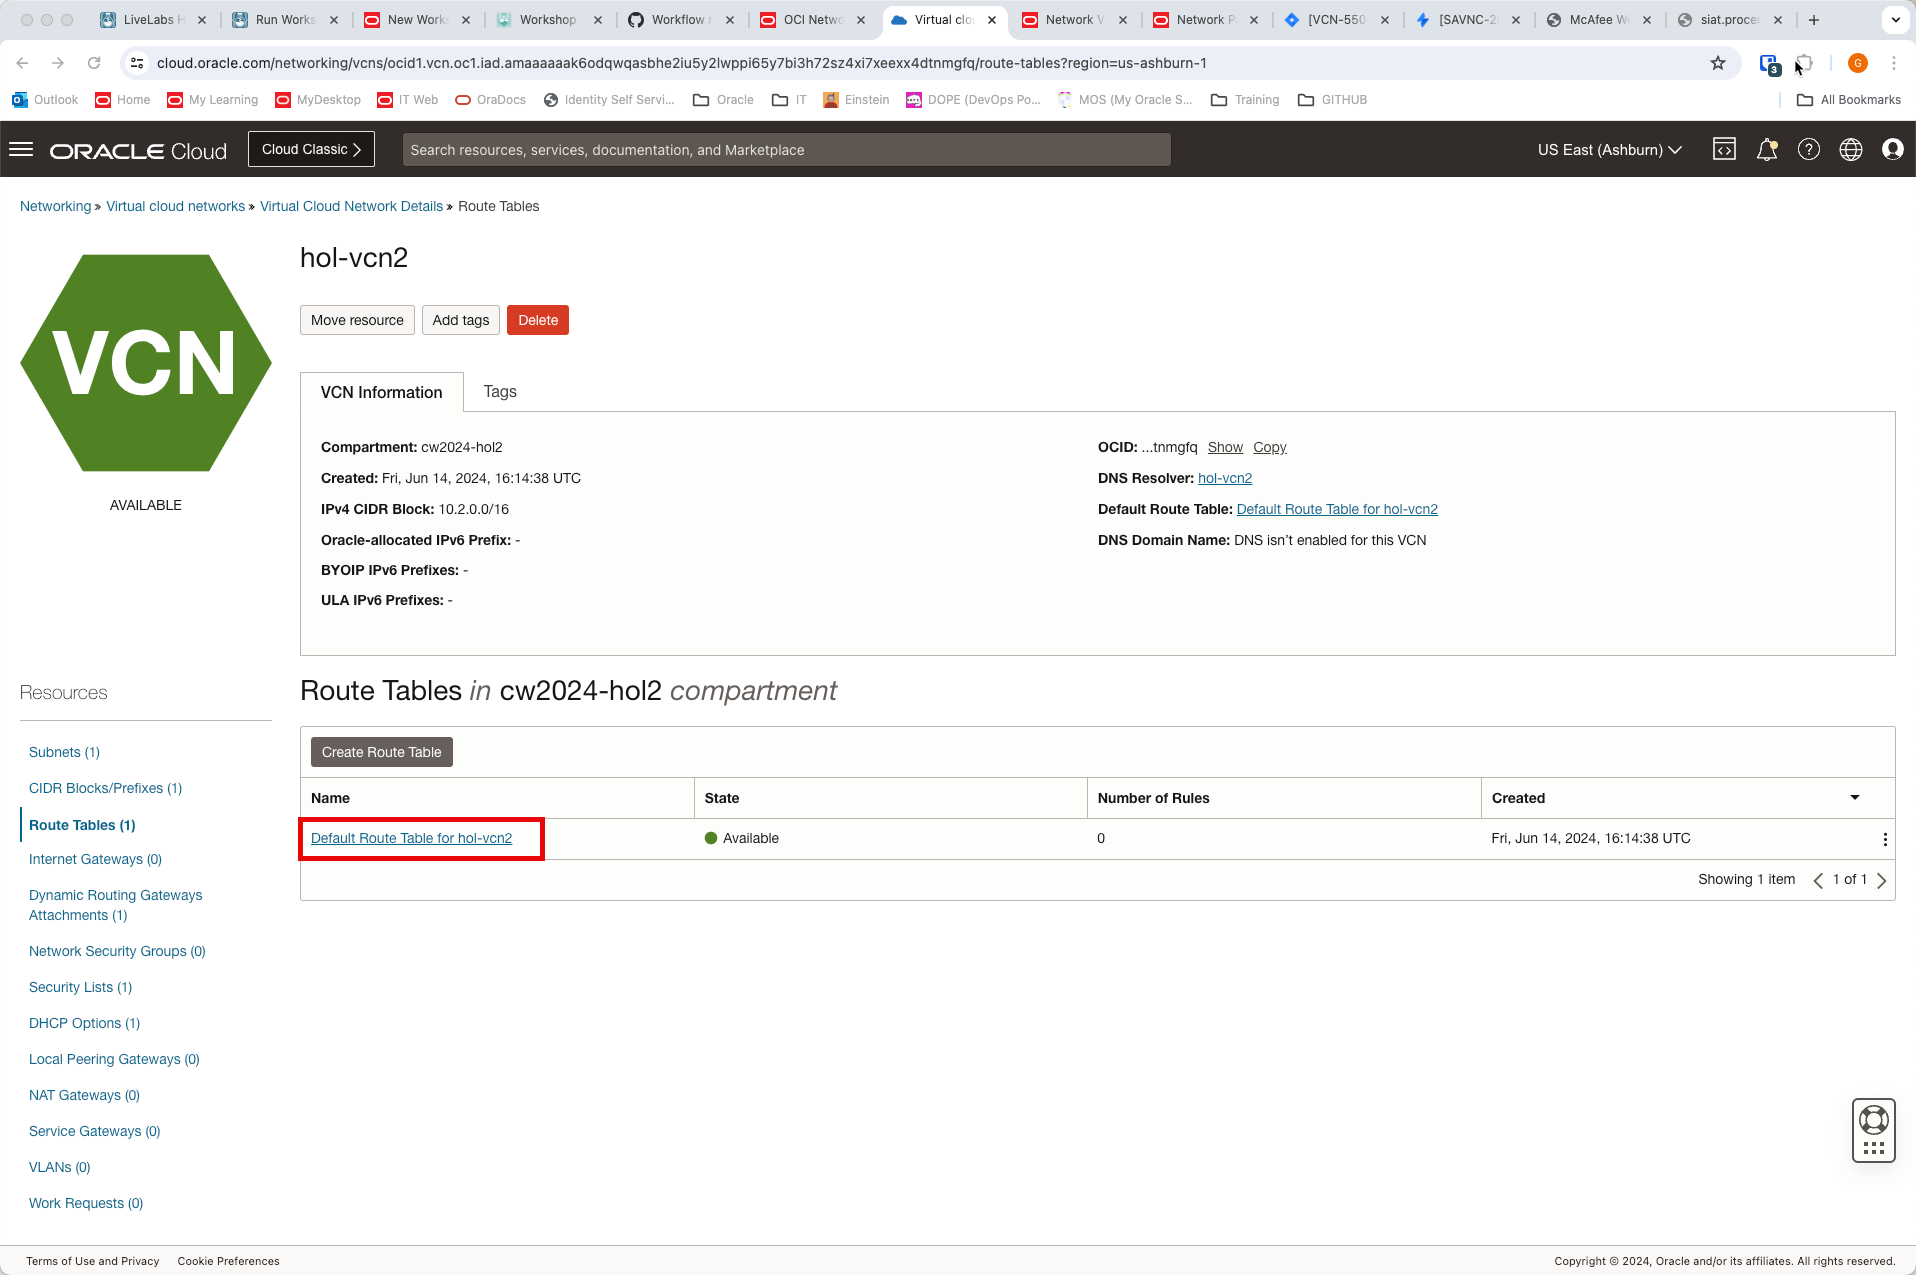 LiveLabs H
Run Works
New Works
Workshop
Workflow r
OCI Netwo
Virtual clou
Network V
Network P
[VCN-550
[SAVNC-2
McAfee W
siat.procer
cloud.oracle.com/networking/vcns/ocid1.vcn.oc1.iad.amaaaaaak6odqwqasbhe2iu5y2lwppi65y7bi3h72sz4xi7xeexx4dtnmgfq/route-tables?region=us-ashburn-1
3
G
Outlook
Home
My Learning
MyDesktop
IT Web
OraDocs
Identity Self Servi...
Oracle
IT
Einstein
DOPE (DevOps Po...
MOS (My Oracle S...
Training
GITHUB
All Bookmarks
ORACLE Cloud
Cloud Classic
Search resources, services, documentation, and Marketplace
US East (Ashburn)
Networking » Virtual cloud networks » Virtual Cloud Network Details » Route Tables
VCN
AVAILABLE
hol-vcn2
Move resource
Add tags
Delete
VCN Information
Tags
Compartment: cw2024-hol2
Created: Fri, Jun 14, 2024, 16:14:38 UTC
IPv4 CIDR Block: 10.2.0.0/16
Oracle-allocated IPv6 Prefix: -
BYOIP IPv6 Prefixes: -
ULA IPv6 Prefixes: -
OCID: ...tnmgfq Show Copy
DNS Resolver: hol-vcn2
Default Route Table: Default Route Table for hol-vcn2
DNS Domain Name: DNS isn't enabled for this VCN
Resources
Subnets (1)
CIDR Blocks/Prefixes (1)
Route Tables (1)
Internet Gateways (0)
Dynamic Routing Gateways
Attachments (1)
Network Security Groups (0)
Security Lists (1)
DHCP Options (1)
Local Peering Gateways (0)
NAT Gateways (0)
Service Gateways (0)
VLANs (0)
Work Requests (0)
Route Tables in cw2024-hol2 compartment
Create Route Table
Name
State
Number of Rules
Created
Default Route Table for hol-vcn2
Available
0
Fri, Jun 14, 2024, 16:14:38 UTC
Showing 1 item
1 of 1
Terms of Use and Privacy
Cookie Preferences
Copyright © 2024, Oracle and/or its affiliates. All rights reserved.